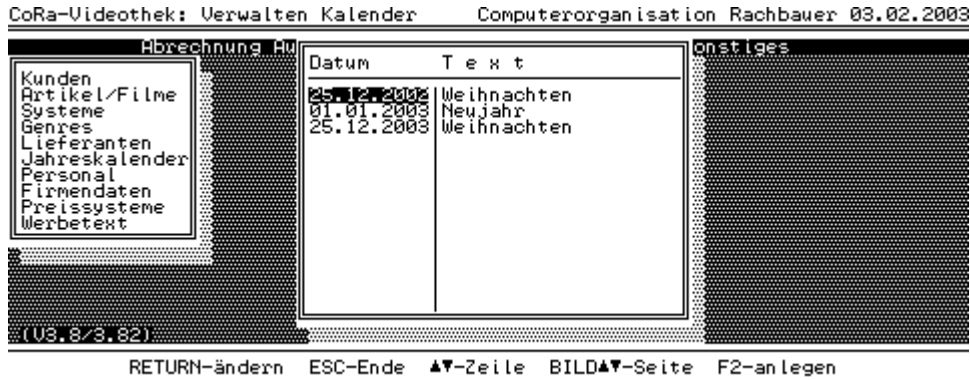 CoRa-Videothek: Verwalten Kalender Computerorganisation Rachbauer 03.02.2003
Abrechnung Au onstiges
Kunden
Artikel/Filme
Systeme
Genres
Lieferanten
Jahreskalender
Personal
Firmendaten
Preissysteme
Werbetext
Datum T e x t
25.12.2002 Weihnachten
01.01.2003 Neujahr
25.12.2003 Weihnachten
(V3.8/3.82)
RETURN-ändern ESC-Ende ▲▼-Zeile BILD▲▼-Seite F2-anlegen